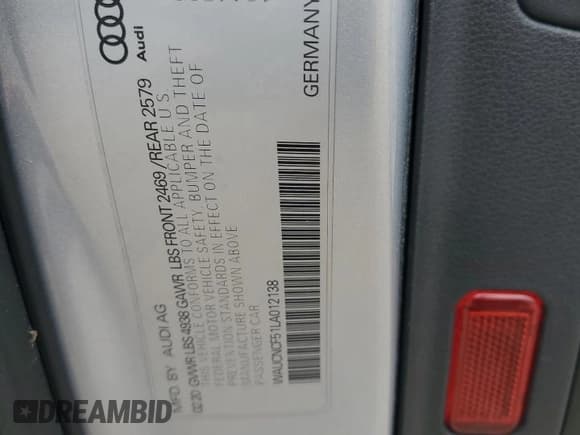 Audi
MFD. BY AUDI AG
02/20 GVWR LBS 4938 GAWR LBS FRONT 2469 /REAR 2579
THIS VEHICLE CONFORMS TO ALL APPLICABLE U S
FEDERAL MOTOR VEHICLE SAFETY, BUMPER AND THEFT
PREVENTION STANDARDS IN EFFECT ON THE DATE OF
MANUFACTURE SHOWN ABOVE
PASSENGER CAR
WAUDNCF51LA012138
GERMANY
DREAMBID